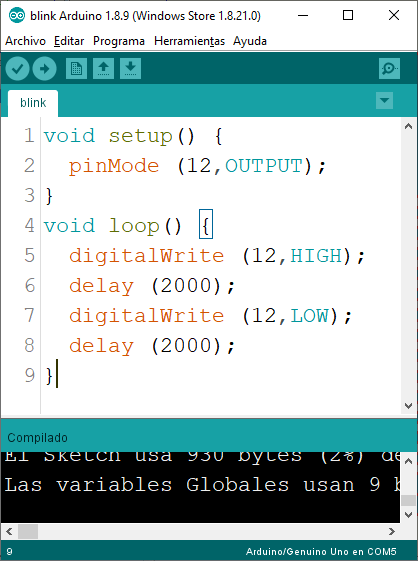 blink Arduino 1.8.9 (Windows Store 1.8.21.0)
Archivo Editar Programa Herramientas Ayuda
blink
1 void setup() {
2   pinMode (12,OUTPUT);
3 }
4 void loop() {
5   digitalWrite (12,HIGH);
6   delay (2000);
7   digitalWrite (12,LOW);
8   delay (2000);
9 }
Compilado
El Sketch usa 930 bytes (2%) de
Las variables Globales usan 9 b
9 Arduino/Genuino Uno en COM5